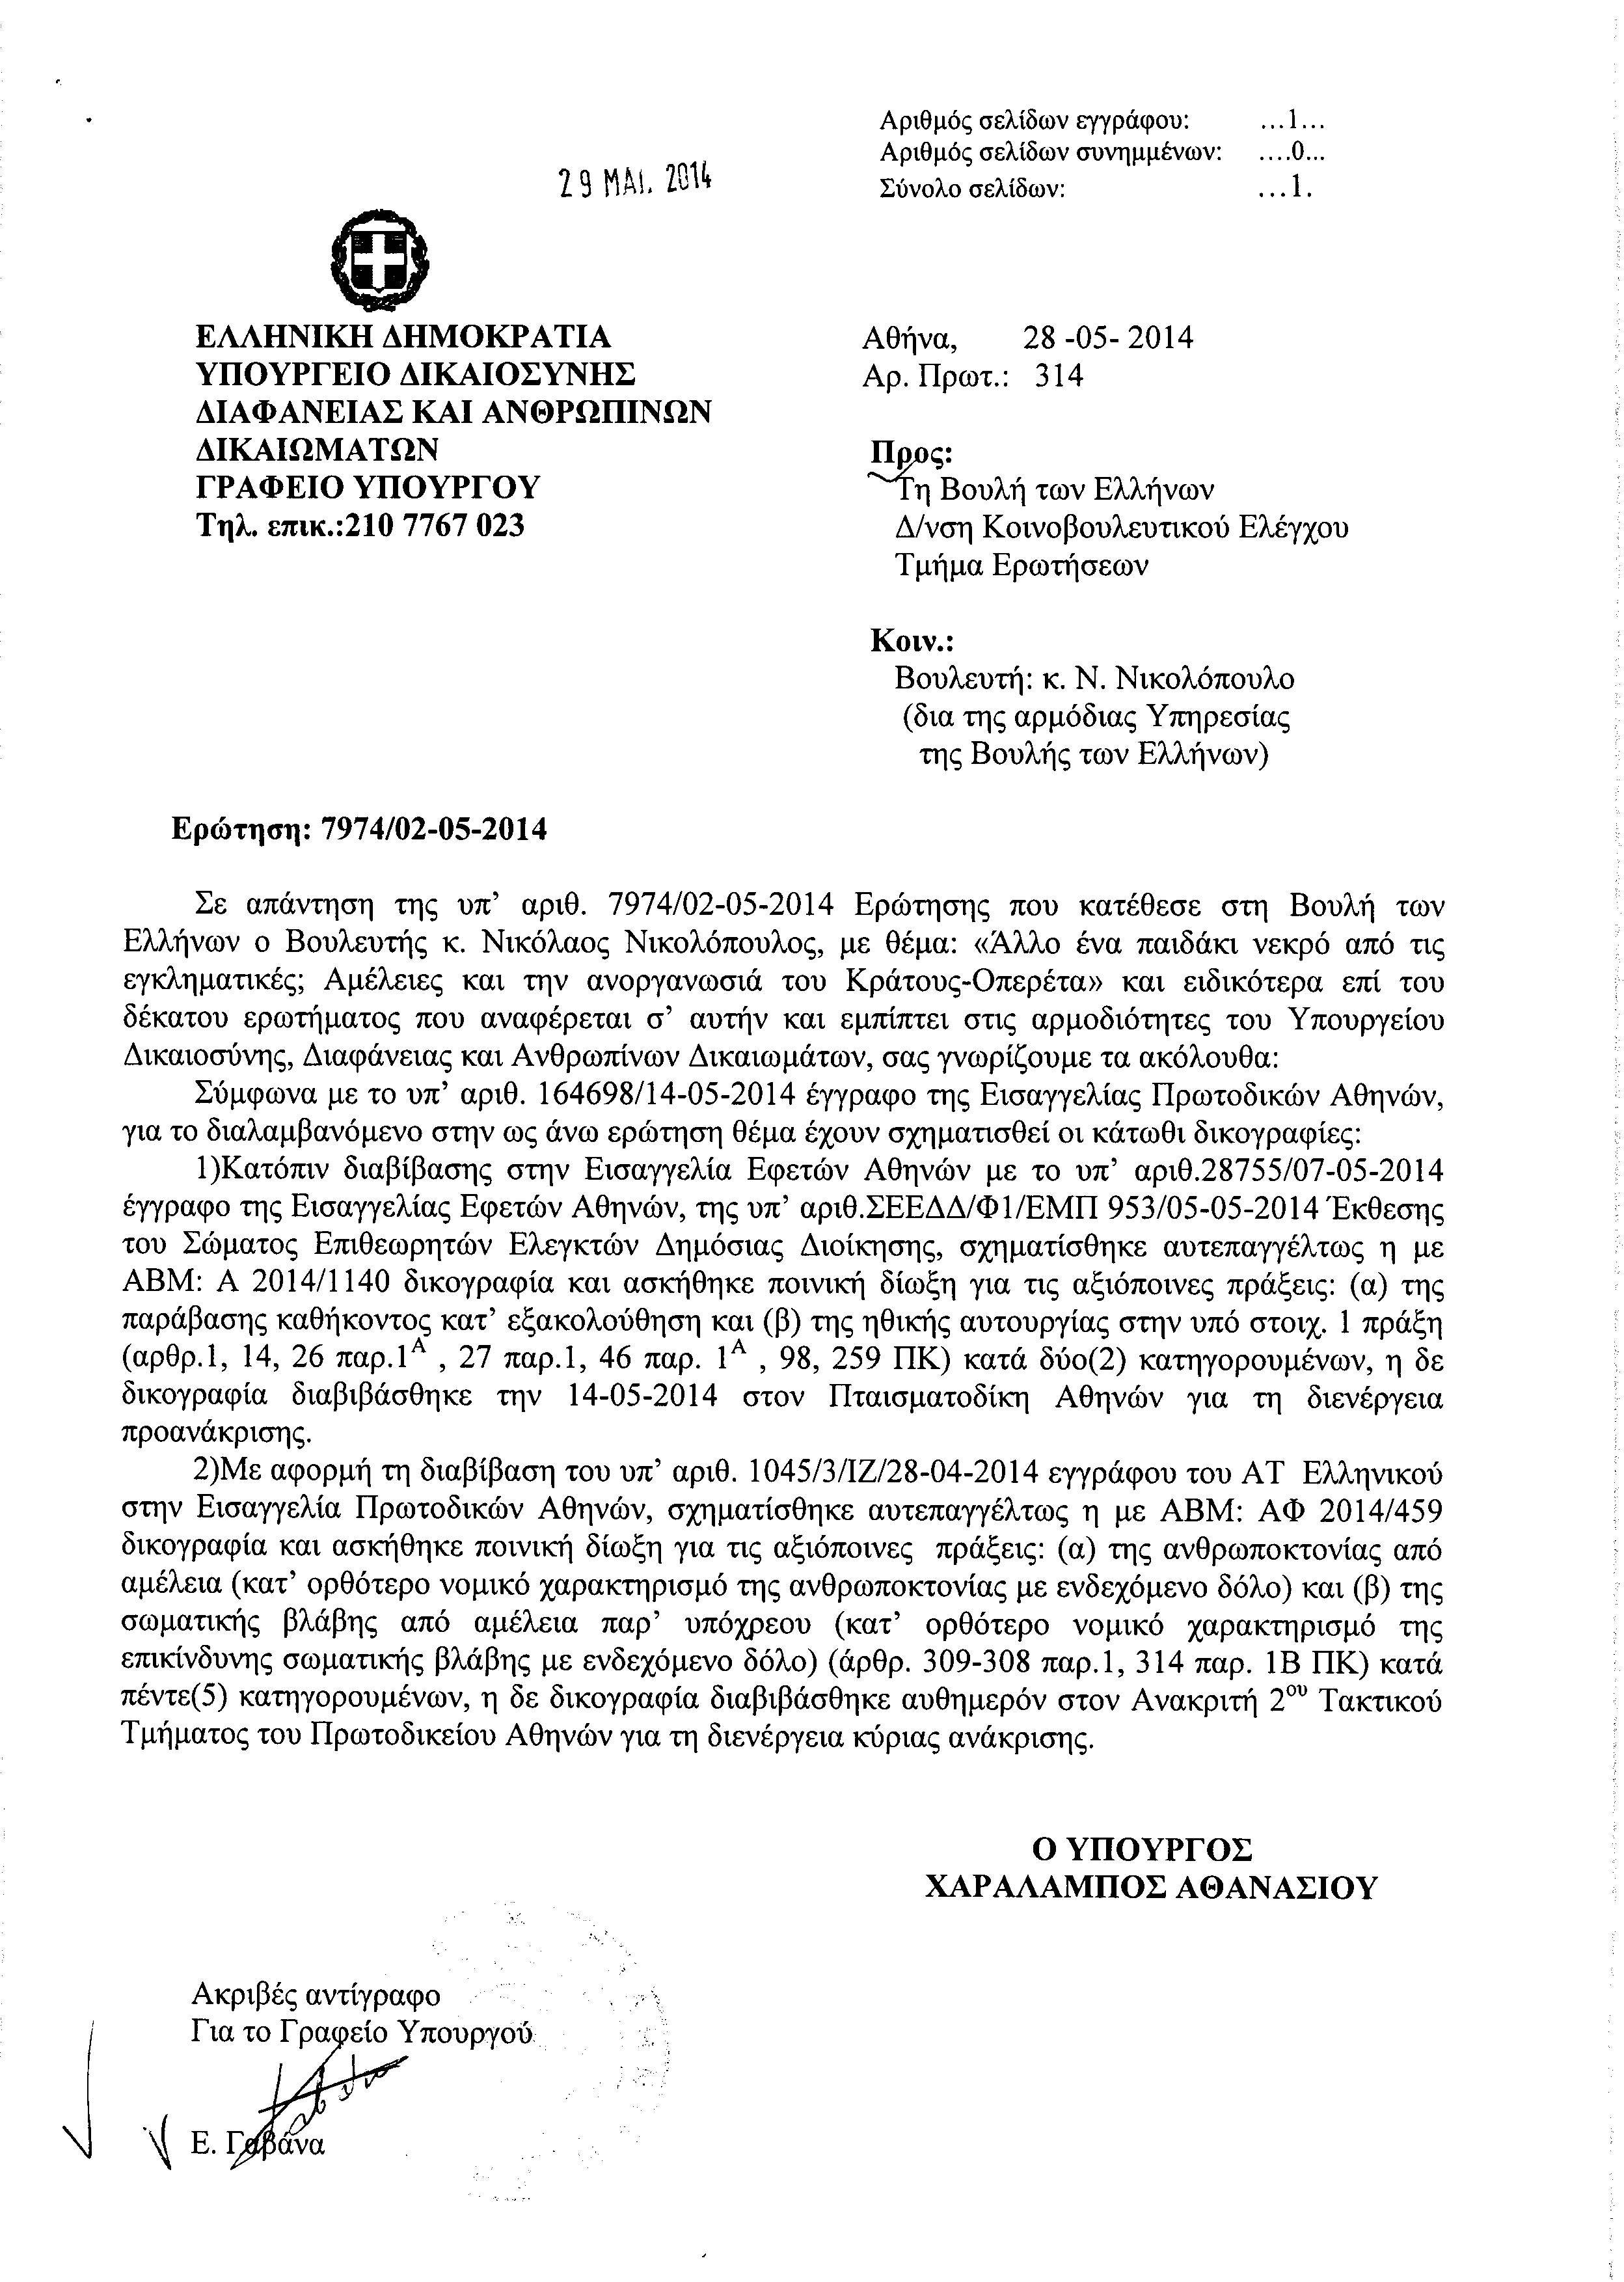 Αριθμός σελίδων εγγράφου: ...1...
Αριθμός σελίδων συνημμένων: ....0...
Σύνολο σελίδων: ...1.
29 ΜΑΙ. 2014
ΕΛΛΗΝΙΚΗ ΔΗΜΟΚΡΑΤΙΑ
ΥΠΟΥΡΓΕΙΟ ΔΙΚΑΙΟΣΥΝΗΣ
ΔΙΑΦΑΝΕΙΑΣ ΚΑΙ ΑΝΘΡΩΠΙΝΩΝ
ΔΙΚΑΙΩΜΑΤΩΝ
ΓΡΑΦΕΙΟ ΥΠΟΥΡΓΟΥ
Τηλ. επικ.:210 7767 023
Αθήνα, 28 -05- 2014
Αρ. Πρωτ.: 314
Προς:
Τη Βουλή των Ελλήνων
Δ/νση Κοινοβουλευτικού Ελέγχου
Τμήμα Ερωτήσεων
Κοιν.:
Βουλευτή: κ. Ν. Νικολόπουλο
(δια της αρμόδιας Υπηρεσίας
της Βουλής των Ελλήνων)
Ερώτηση: 7974/02-05-2014
Σε απάντηση της υπ’ αριθ. 7974/02-05-2014 Ερώτησης που κατέθεσε στη Βουλή των
Ελλήνων ο Βουλευτής κ. Νικόλαος Νικολόπουλος, με θέμα: «Άλλο ένα παιδάκι νεκρό από τις
εγκληματικές; Αμέλειες και την ανοργανωσιά του Κράτους-Οπερέτα» και ειδικότερα επί του
δέκατου ερωτήματος που αναφέρεται σ’ αυτήν και εμπίπτει στις αρμοδιότητες του Υπουργείου
Δικαιοσύνης, Διαφάνειας και Ανθρωπίνων Δικαιωμάτων, σας γνωρίζουμε τα ακόλουθα:
Σύμφωνα με το υπ’ αριθ. 164698/14-05-2014 έγγραφο της Εισαγγελίας Πρωτοδικών Αθηνών,
για το διαλαμβανόμενο στην ως άνω ερώτηση θέμα έχουν σχηματισθεί οι κάτωθι δικογραφίες:
1)Κατόπιν διαβίβασης στην Εισαγγελία Εφετών Αθηνών με το υπ’ αριθ.28755/07-05-2014
έγγραφο της Εισαγγελίας Εφετών Αθηνών, της υπ’ αριθ.ΣΕΕΔΔ/Φ1/ΕΜΠ 953/05-05-2014 Έκθεσης
του Σώματος Επιθεωρητών Ελεγκτών Δημόσιας Διοίκησης, σχηματίσθηκε αυτεπαγγέλτως η με
ΑΒΜ: Α 2014/1140 δικογραφία και ασκήθηκε ποινική δίωξη για τις αξιόποινες πράξεις: (α) της
παράβασης καθήκοντος κατ’ εξακολούθηση και (β) της ηθικής αυτουργίας στην υπό στοιχ. 1 πράξη
(αρθρ.1, 14, 26 παρ.1Α , 27 παρ.1, 46 παρ. 1Α , 98, 259 ΠΚ) κατά δύο(2) κατηγορουμένων, η δε
δικογραφία διαβιβάσθηκε την 14-05-2014 στον Πταισματοδίκη Αθηνών για τη διενέργεια
προανάκρισης.
2)Με αφορμή τη διαβίβαση του υπ’ αριθ. 1045/3/ΙΖ/28-04-2014 εγγράφου του ΑΤ Ελληνικού
στην Εισαγγελία Πρωτοδικών Αθηνών, σχηματίσθηκε αυτεπαγγέλτως η με ΑΒΜ: ΑΦ 2014/459
δικογραφία και ασκήθηκε ποινική δίωξη για τις αξιόποινες πράξεις: (α) της ανθρωποκτονίας από
αμέλεια (κατ’ ορθότερο νομικό χαρακτηρισμό της ανθρωποκτονίας με ενδεχόμενο δόλο) και (β) της
σωματικής βλάβης από αμέλεια παρ’ υπόχρεου (κατ’ ορθότερο νομικό χαρακτηρισμό της
επικίνδυνης σωματικής βλάβης με ενδεχόμενο δόλο) (άρθρ. 309-308 παρ.1, 314 παρ. 1Β ΠΚ) κατά
πέντε(5) κατηγορουμένων, η δε δικογραφία διαβιβάσθηκε αυθημερόν στον Ανακριτή 2ου Τακτικού
Τμήματος του Πρωτοδικείου Αθηνών για τη διενέργεια κύριας ανάκρισης.
Ο ΥΠΟΥΡΓΟΣ
ΧΑΡΑΛΑΜΠΟΣ ΑΘΑΝΑΣΙΟΥ
Ακριβές αντίγραφο
Για το Γραφείο Υπουργού
Ε. Γαβάνα